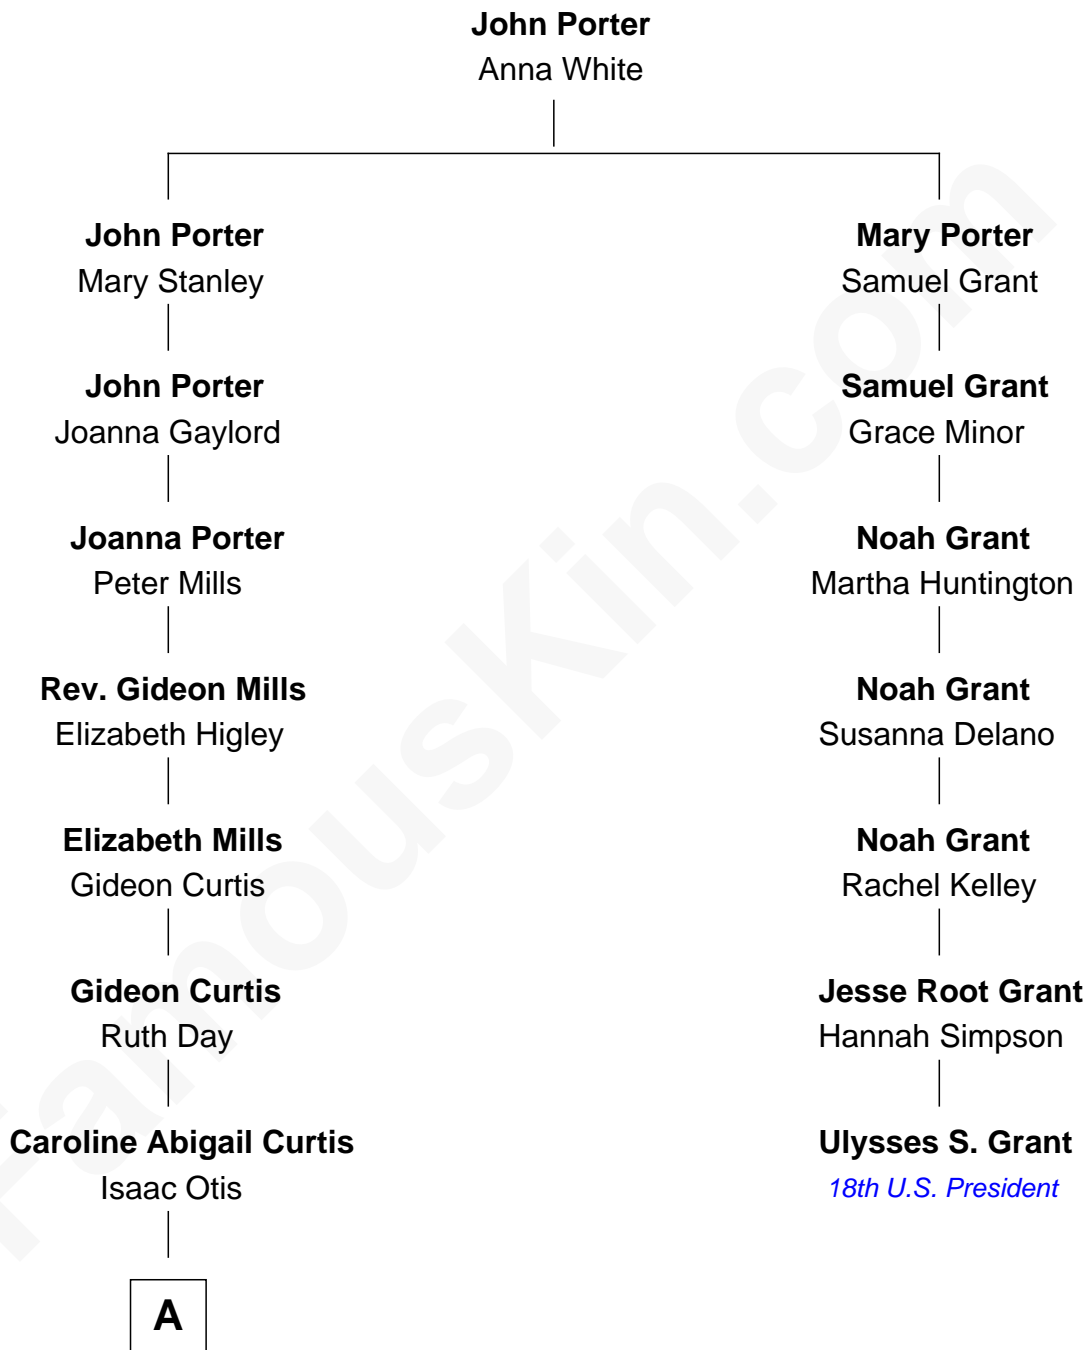 John Porter
Anna White
John Porter
Mary Stanley
Mary Porter
Samuel Grant
John Porter
Joanna Gaylord
Samuel Grant
Grace Minor
Joanna Porter
Peter Mills
Noah Grant
Martha Huntington
Rev. Gideon Mills
Elizabeth Higley
Noah Grant
Susanna Delano
Elizabeth Mills
Gideon Curtis
Noah Grant
Rachel Kelley
Gideon Curtis
Ruth Day
Jesse Root Grant
Hannah Simpson
Caroline Abigail Curtis
Isaac Otis
Ulysses S. Grant
18th U.S. President
A
FamousKin.com